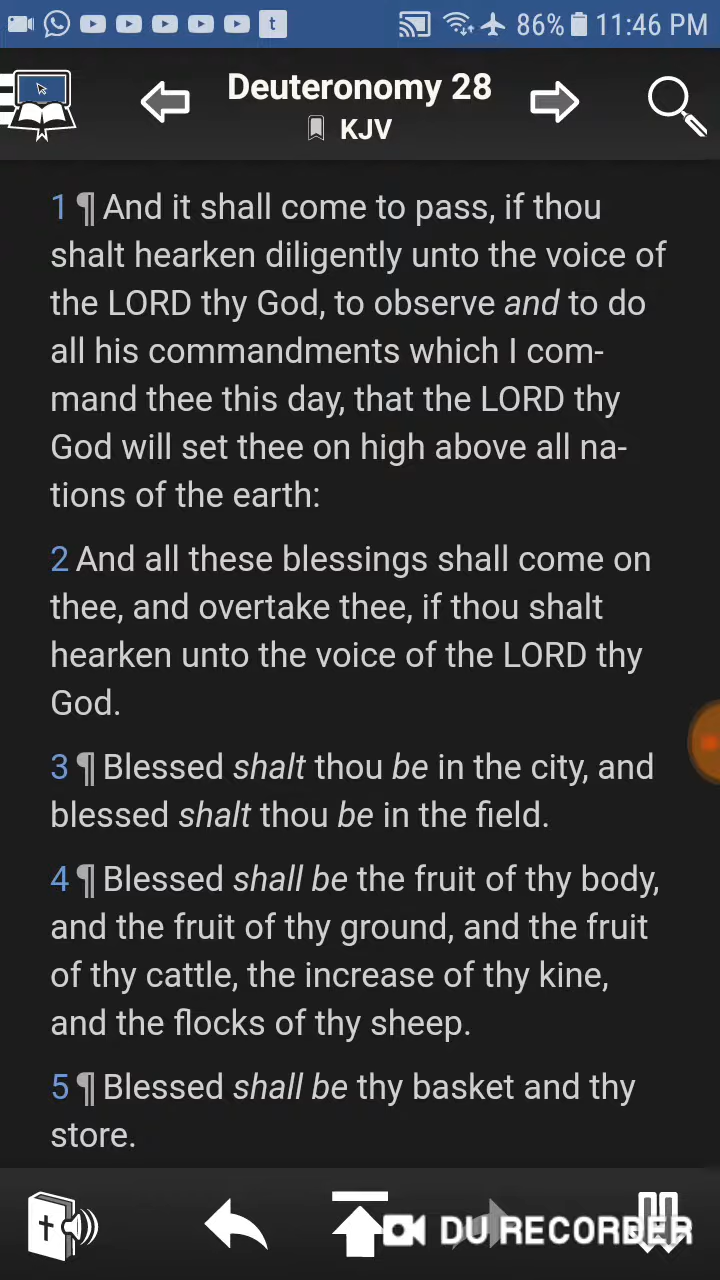 t 86% 11:46 PM
Deuteronomy 28
KJV
1 ¶ And it shall come to pass, if thou
shalt hearken diligently unto the voice of
the LORD thy God, to observe and to do
all his commandments which I com-
mand thee this day, that the LORD thy
God will set thee on high above all na-
tions of the earth:
2 And all these blessings shall come on
thee, and overtake thee, if thou shalt
hearken unto the voice of the LORD thy
God.
3 ¶ Blessed shalt thou be in the city, and
blessed shalt thou be in the field.
4 ¶ Blessed shall be the fruit of thy body,
and the fruit of thy ground, and the fruit
of thy cattle, the increase of thy kine,
and the flocks of thy sheep.
5 ¶ Blessed shall be thy basket and thy
store.
DU RECORDER